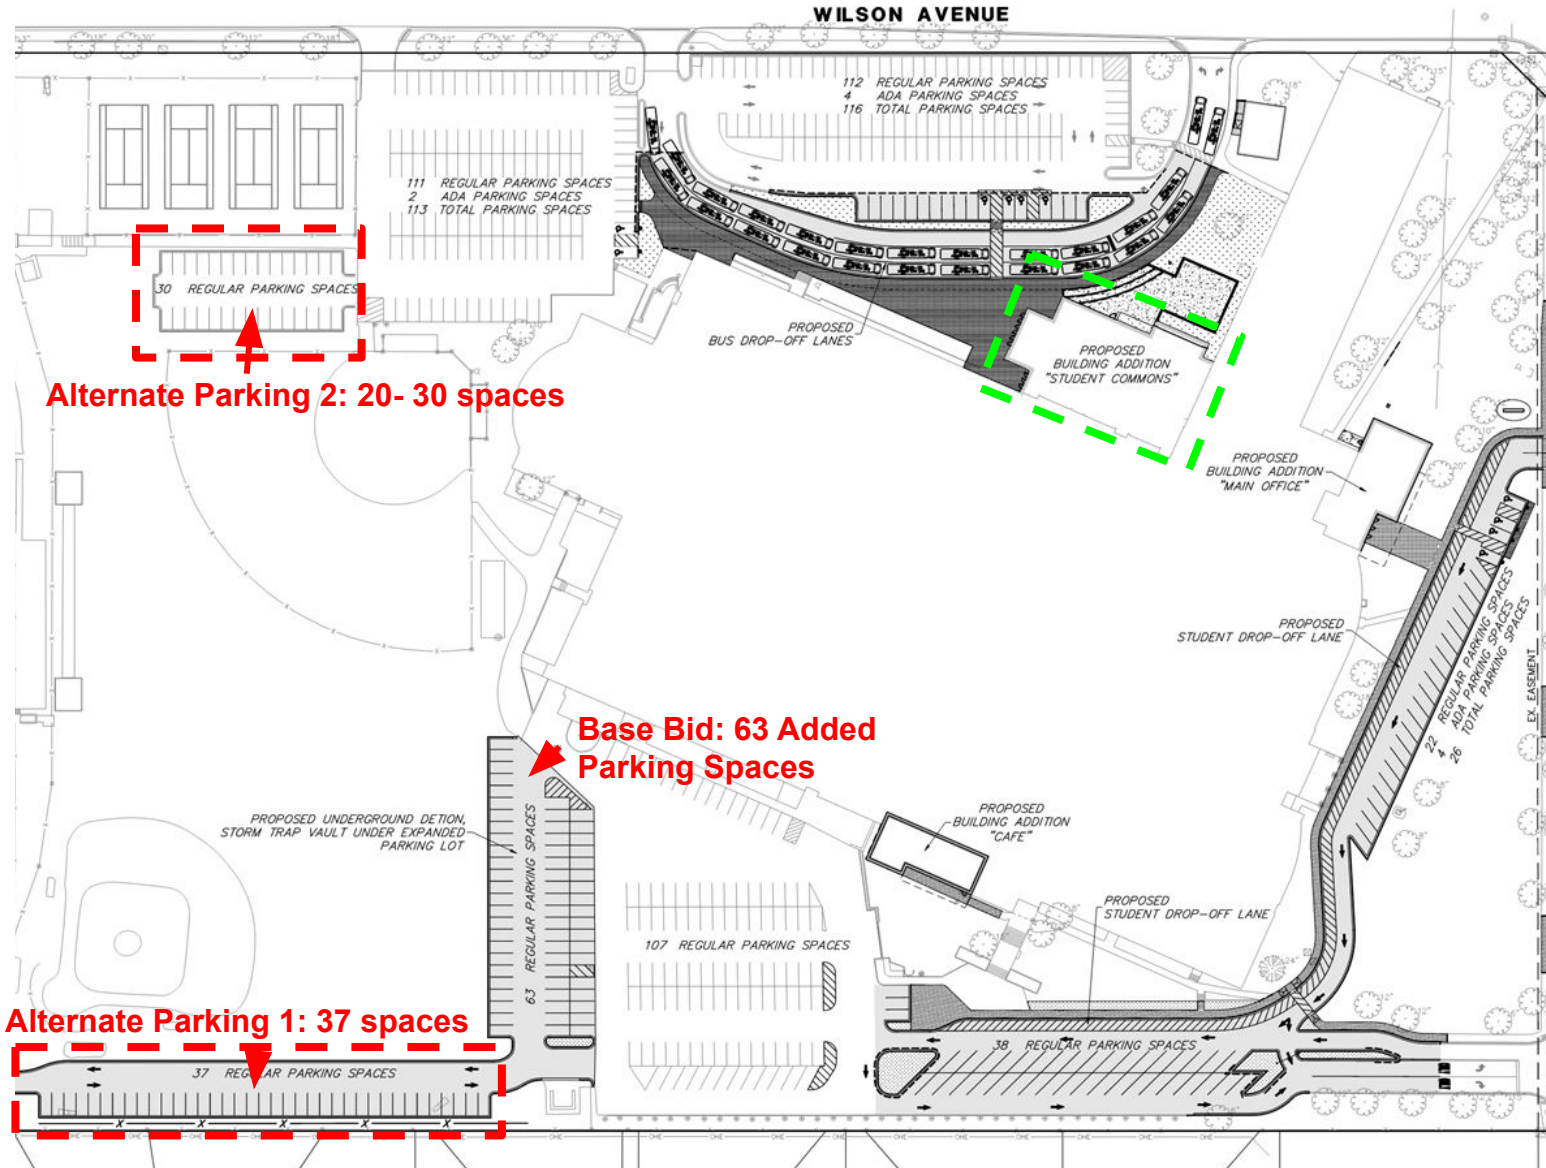 WILSON AVENUE
112 REGULAR PARKING SPACES
4 ADA PARKING SPACES
116 TOTAL PARKING SPACES
111 REGULAR PARKING SPACES
2 ADA PARKING SPACES
113 TOTAL PARKING SPACES
30 REGULAR PARKING SPACES
Alternate Parking 2: 20- 30 spaces
PROPOSED
BUS DROP-OFF LANES
PROPOSED
BUILDING ADDITION
"STUDENT COMMONS"
PROPOSED
BUILDING ADDITION
"MAIN OFFICE"
PROPOSED
STUDENT DROP-OFF LANE
22 REGULAR PARKING SPACES
4 ADA PARKING SPACES
26 TOTAL PARKING SPACES
EX. EASEMENT
Base Bid: 63 Added
Parking Spaces
PROPOSED UNDERGROUND DETION,
STORM TRAP VAULT UNDER EXPANDED
PARKING LOT
63 REGULAR PARKING SPACES
PROPOSED
BUILDING ADDITION
"CAFE"
PROPOSED
STUDENT DROP-OFF LANE
107 REGULAR PARKING SPACES
Alternate Parking 1: 37 spaces
37 REGULAR PARKING SPACES
38 REGULAR PARKING SPACES